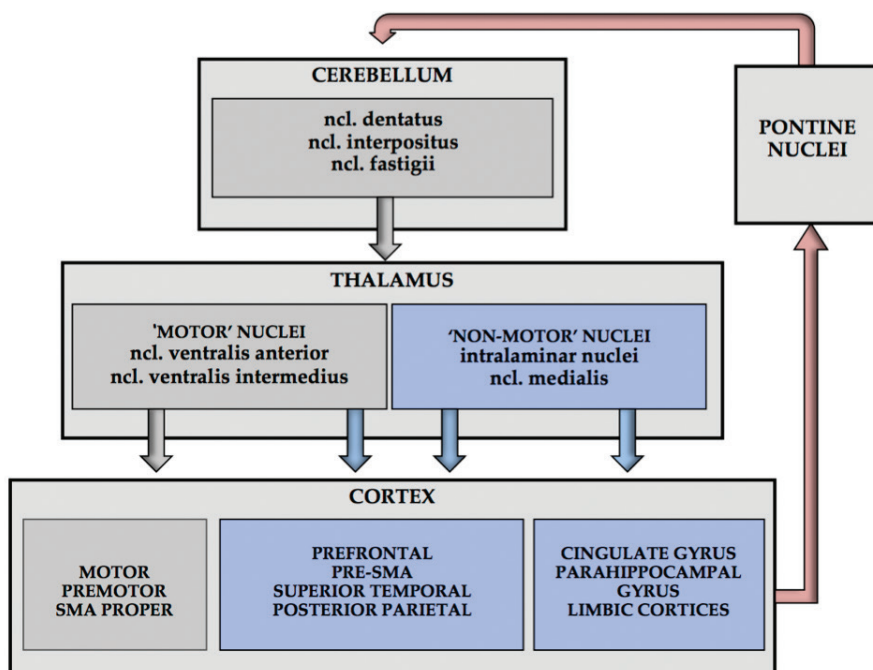 CEREBELLUM
ncl. dentatus
ncl. interpositus
ncl. fastigii
PONTINE
NUCLEI
THALAMUS
'MOTOR’ NUCLEI
ncl. ventralis anterior
ncl. ventralis intermedius
‘NON-MOTOR’ NUCLEI
intralaminar nuclei
ncl. medialis
CORTEX
MOTOR
PREMOTOR
SMA PROPER
PREFRONTAL
PRE-SMA
SUPERIOR TEMPORAL
POSTERIOR PARIETAL
CINGULATE GYRUS
PARAHIPPOCAMPAL
GYRUS
LIMBIC CORTICES